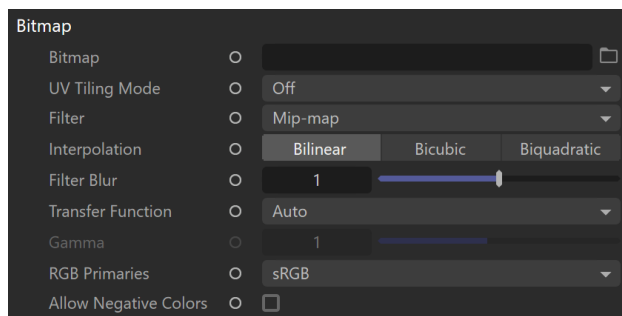 Bitmap
Bitmap
UV Tiling Mode Off
Filter Mip-map
Interpolation Bilinear Bicubic Biquadratic
Filter Blur 1
Transfer Function Auto
Gamma 1
RGB Primaries sRGB
Allow Negative Colors